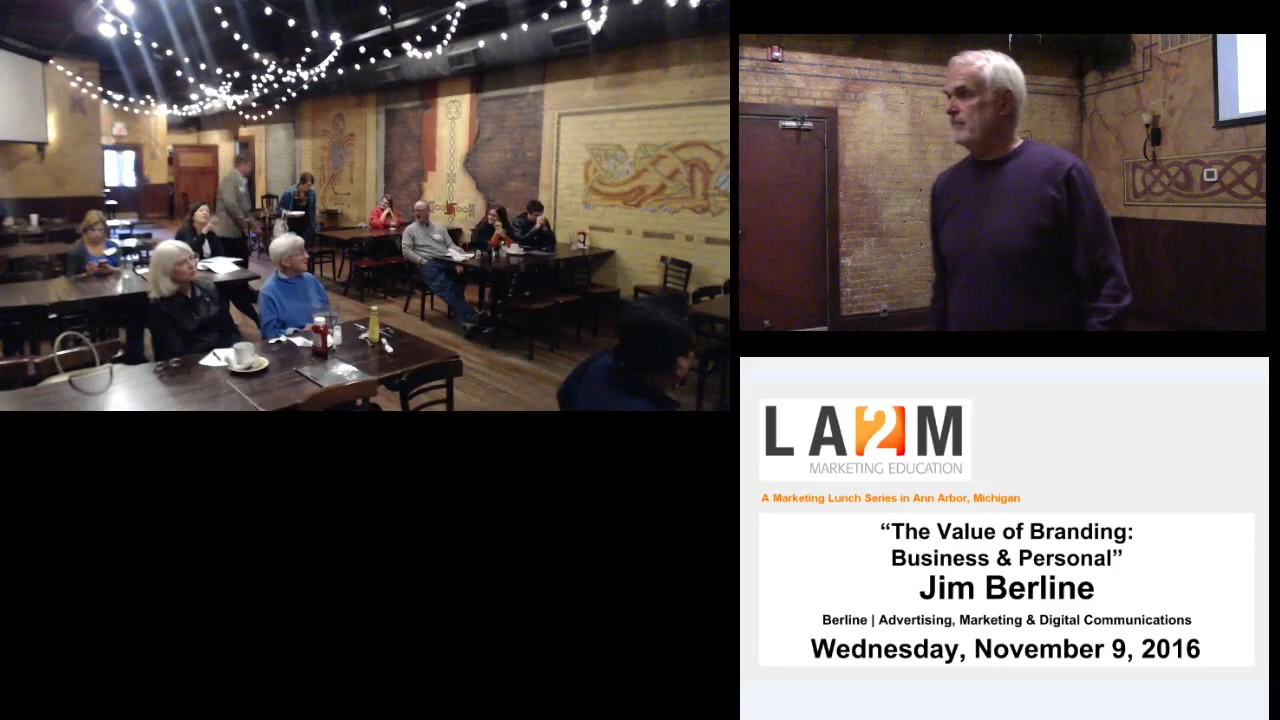 LA2M
MARKETING EDUCATION
A Marketing Lunch Series in Ann Arbor, Michigan
“The Value of Branding:
Business & Personal”
Jim Berline
Berline | Advertising, Marketing & Digital Communications
Wednesday, November 9, 2016